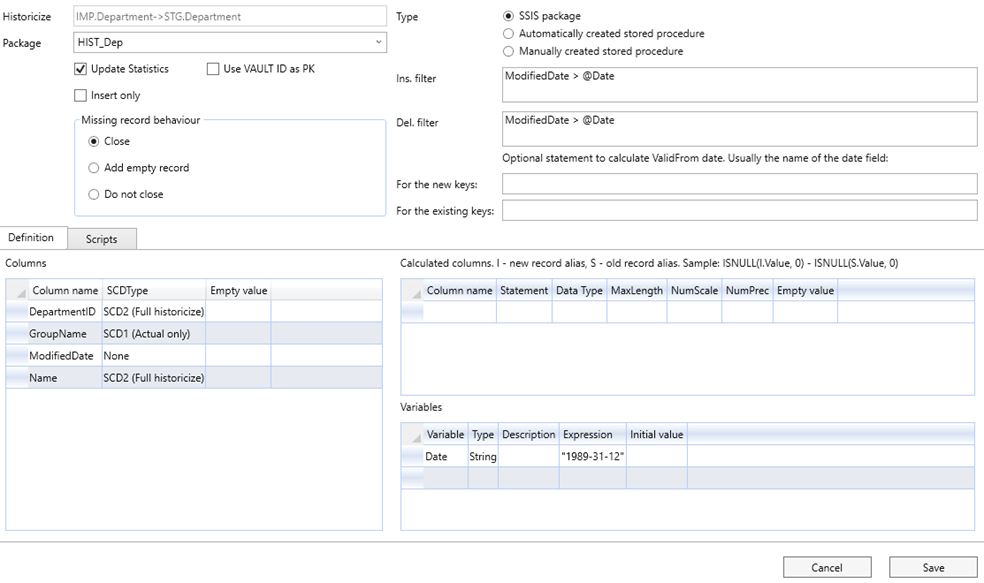 Historicize IMP.Department->STG.Department
Package HIST_Dep
Update Statistics Use VAULT ID as PK
Insert only
Missing record behaviour
Close
Add empty record
Do not close
Type SSIS package
Automatically created stored procedure
Manually created stored procedure
Ins. filter ModifiedDate > @Date
Del. filter ModifiedDate > @Date
Optional statement to calculate ValidFrom date. Usually the name of the date field:
For the new keys:
For the existing keys:
Definition Scripts
Columns
Column name SCDType Empty value
DepartmentID SCD2 (Full historicize)
GroupName SCD1 (Actual only)
ModifiedDate None
Name SCD2 (Full historicize)
Calculated columns. I - new record alias, S - old record alias. Sample: ISNULL(I.Value, 0) - ISNULL(S.Value, 0)
Column name Statement Data Type MaxLength NumScale NumPrec Empty value
Variables
Variable Type Description Expression Initial value
Date String "1989-31-12"
Cancel Save